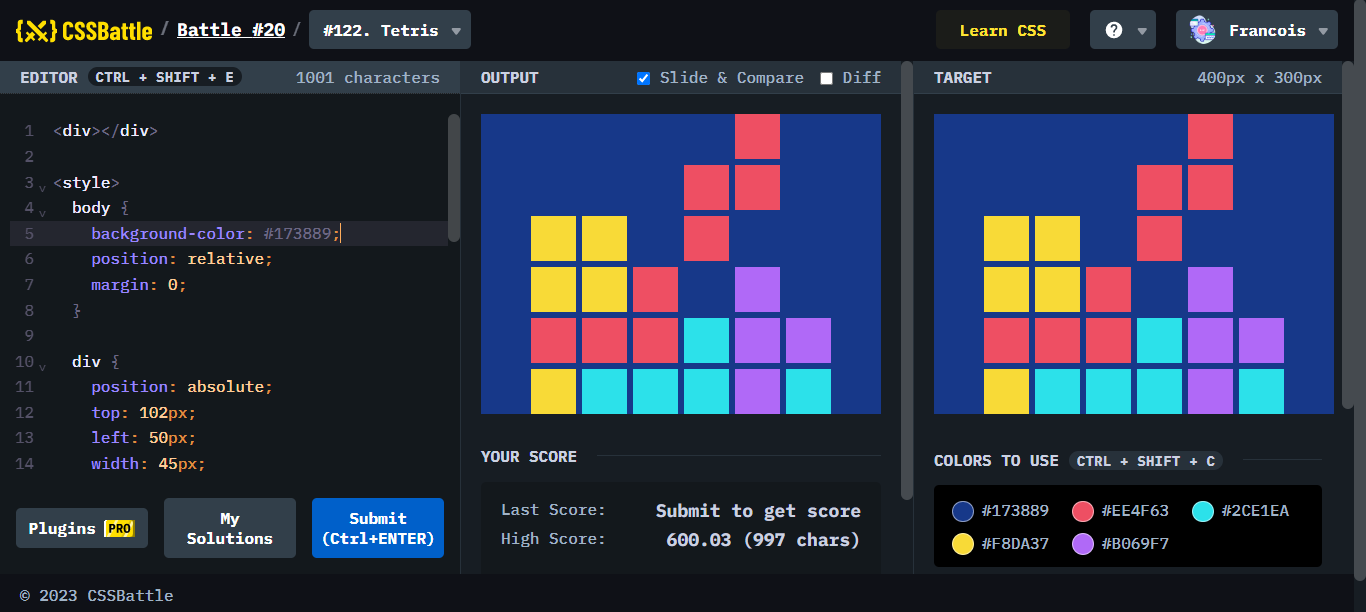 {X} CSSBattle / Battle #20 / #122. Tetris ▼ Learn CSS ? ▼ Francois ▼
EDITOR CTRL + SHIFT + E 1001 characters
OUTPUT Slide & Compare Diff
TARGET 400px x 300px
1 <div></div>
2
3 <style>
4 body {
5 background-color: #173889;
6 position: relative;
7 margin: 0;
8 }
9
10 div {
11 position: absolute;
12 top: 102px;
13 left: 50px;
14 width: 45px;
Plugins PRO
My
Solutions
Submit
(Ctrl+ENTER)
YOUR SCORE
Last Score: Submit to get score
High Score: 600.03 (997 chars)
COLORS TO USE CTRL + SHIFT + C
#173889 #EE4F63 #2CE1EA
#F8DA37 #B069F7
© 2023 CSSBattle